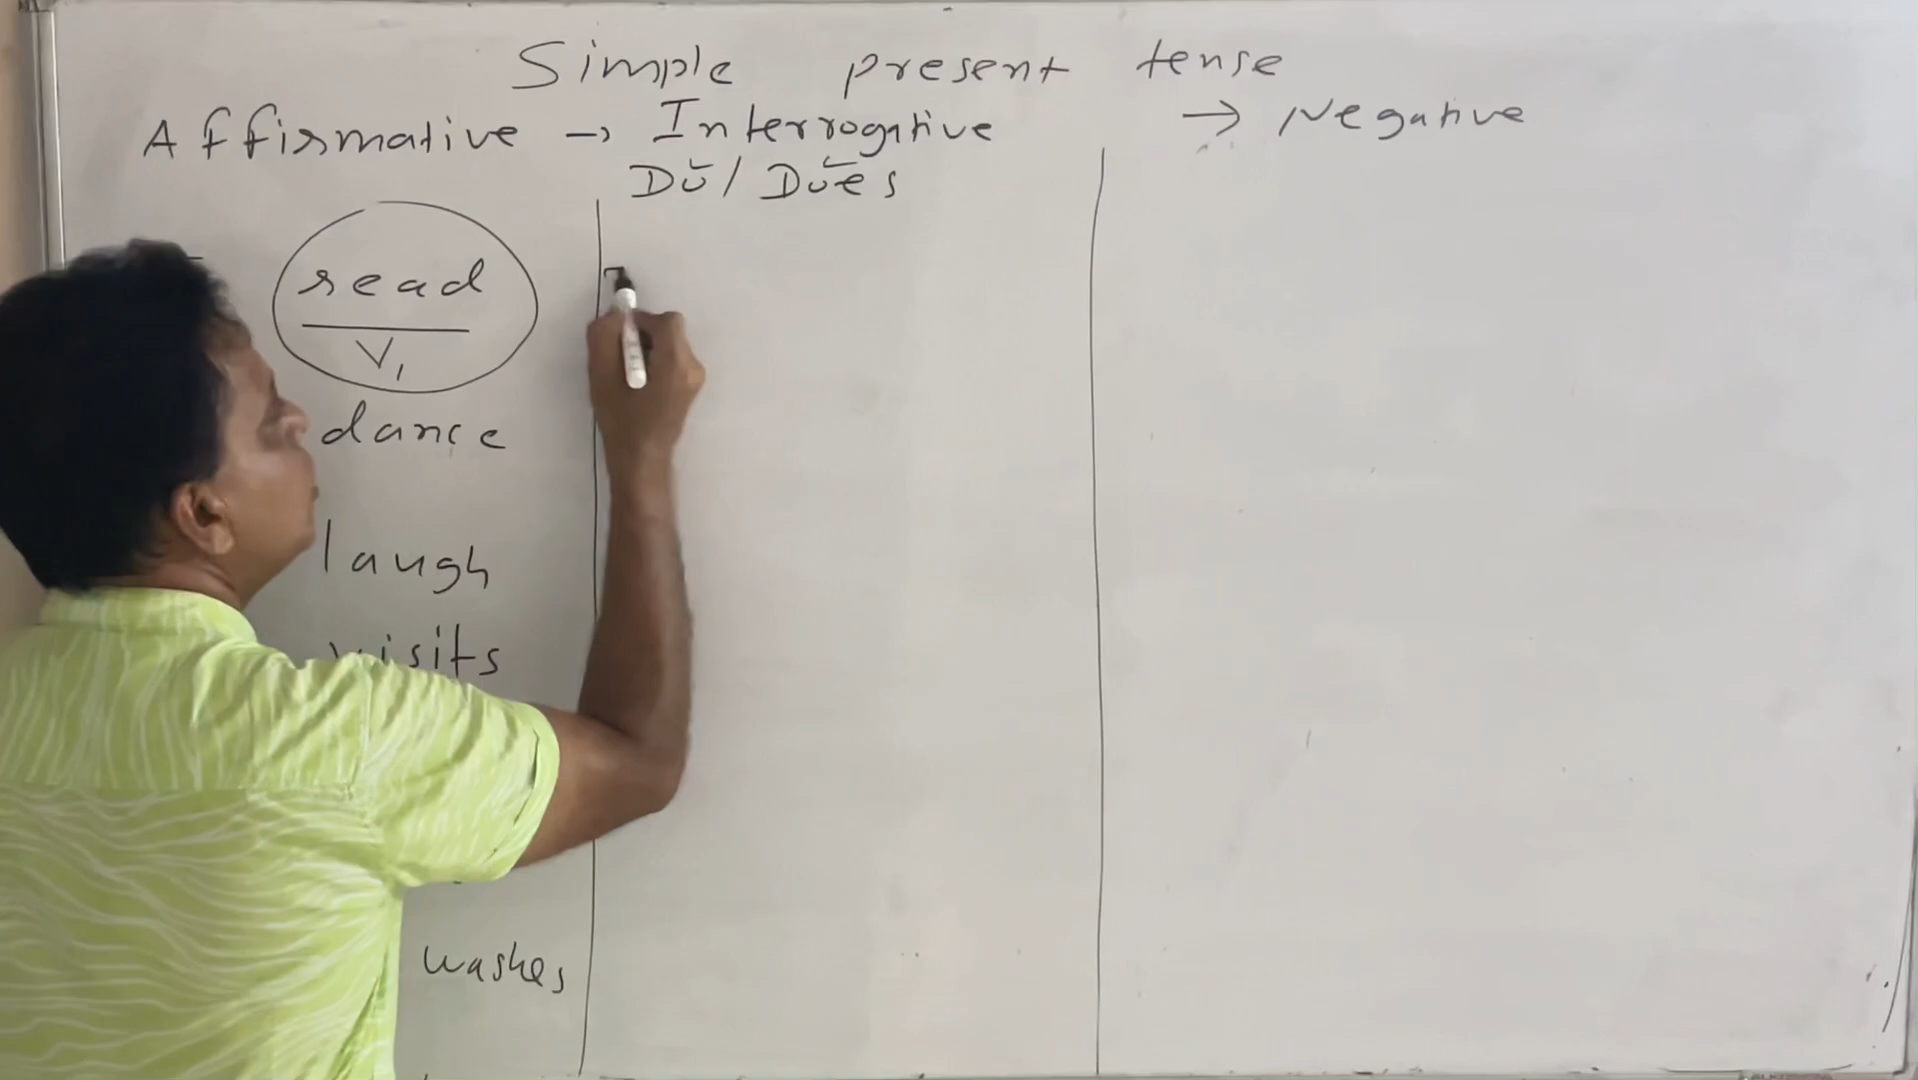 Simple present tense
Affirmative → Interrogative → Negative
Do / Does
read
V1
dance
laugh
visits
washes